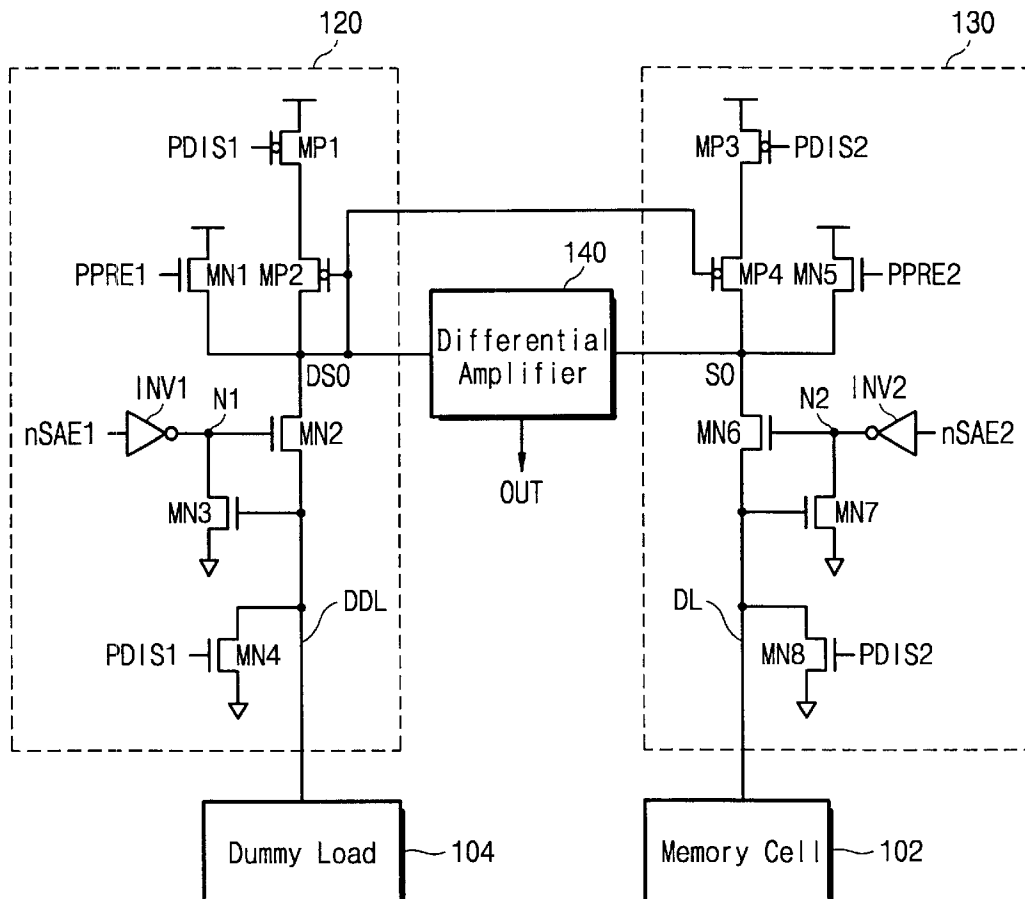 120
130
PDIS1
MP1
MP3
PDIS2
PPRE1
MN1
MP2
140
MP4
MN5
PPRE2
Differential
Amplifier
DSO
SO
INV1
N1
N2
INV2
nSAE1
MN2
MN6
nSAE2
OUT
MN3
MN7
DDL
DL
PDIS1
MN4
MN8
PDIS2
Dummy Load
104
Memory Cell
102